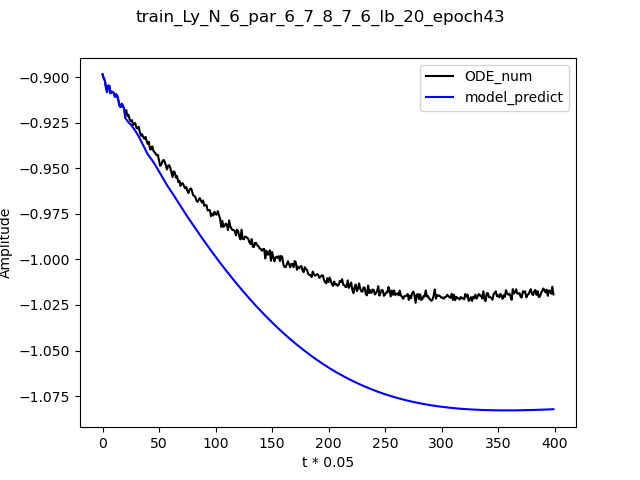 train_Ly_N_6_par_6_7_8_7_6_lb_20_epoch43
ODE_num
model_predict
Amplitude
−0.900
−0.925
−0.950
−0.975
−1.000
−1.025
−1.050
−1.075
0 50 100 150 200 250 300 350 400
t * 0.05